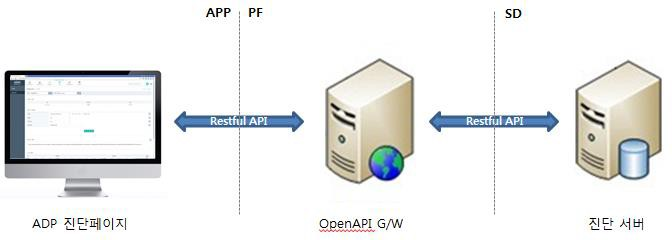 APP PF SD
Restful API Restful API
ADP 진단페이지 OpenAPI G/W 진단 서버